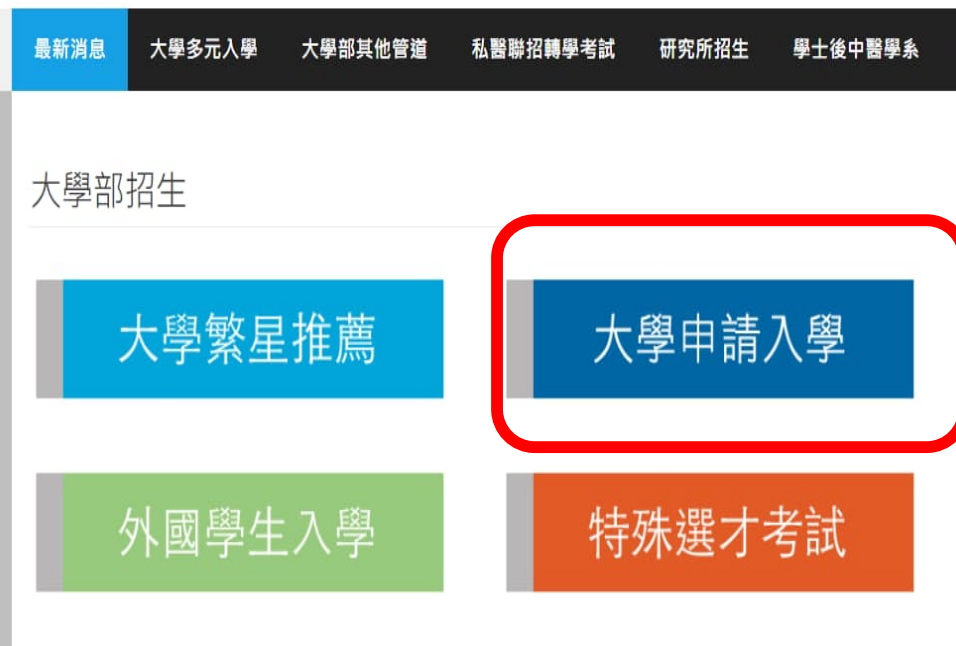 最新消息 大學多元入學 大學部其他管道 私醫聯招轉學考試 研究所招生 學士後中醫學系
大學部招生
大學繁星推薦 大學申請入學
外國學生入學 特殊選才考試